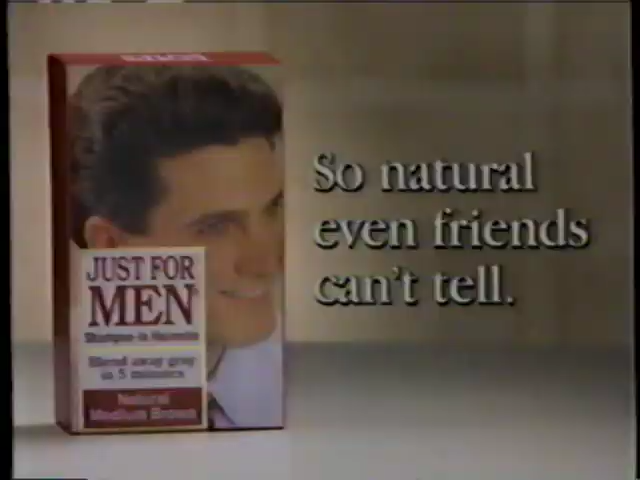 JUST FOR
MEN
Shampoo-In Haircolor
Blend away gray
in 5 minutes
Natural
Medium Brown
So natural
even friends
can't tell.